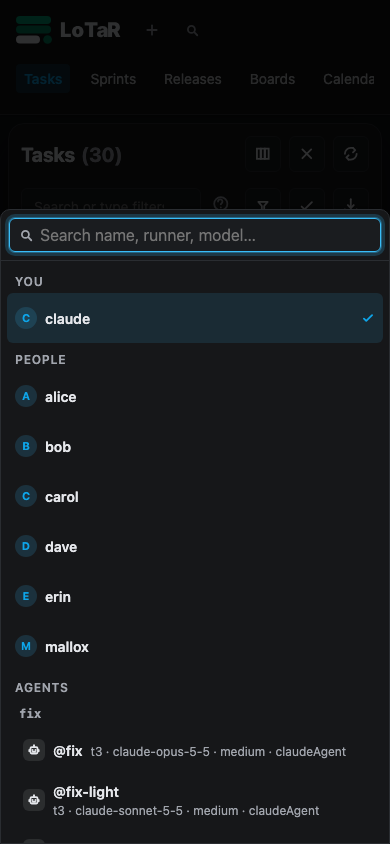 LoTaR
Tasks Sprints Releases Boards Calenda
Tasks (30)
Search or type filter
Search name, runner, model...
YOU
C claude
PEOPLE
A alice
B bob
C carol
D dave
E erin
M mallox
AGENTS
fix
@fix t3 · claude-opus-5-5 · medium · claudeAgent
@fix-light
t3 · claude-sonnet-5-5 · medium · claudeAgent